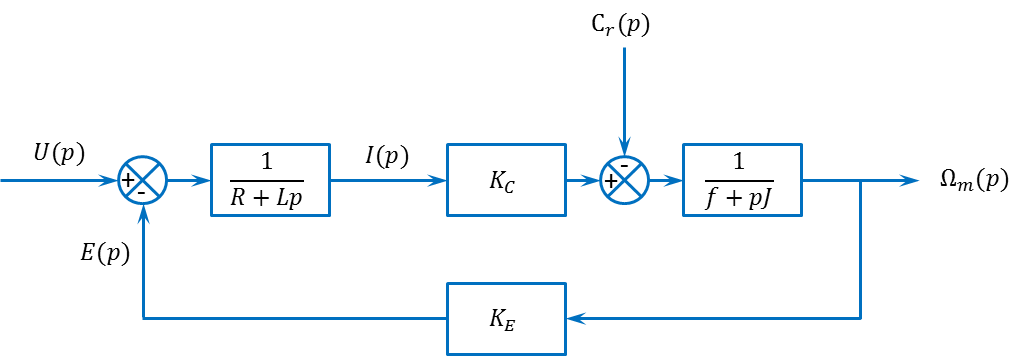 C_r(p)
U(p)
+
-
1
R + Lp
I(p)
K_C
-
+
1
f + pJ
Ω_m(p)
E(p)
K_E